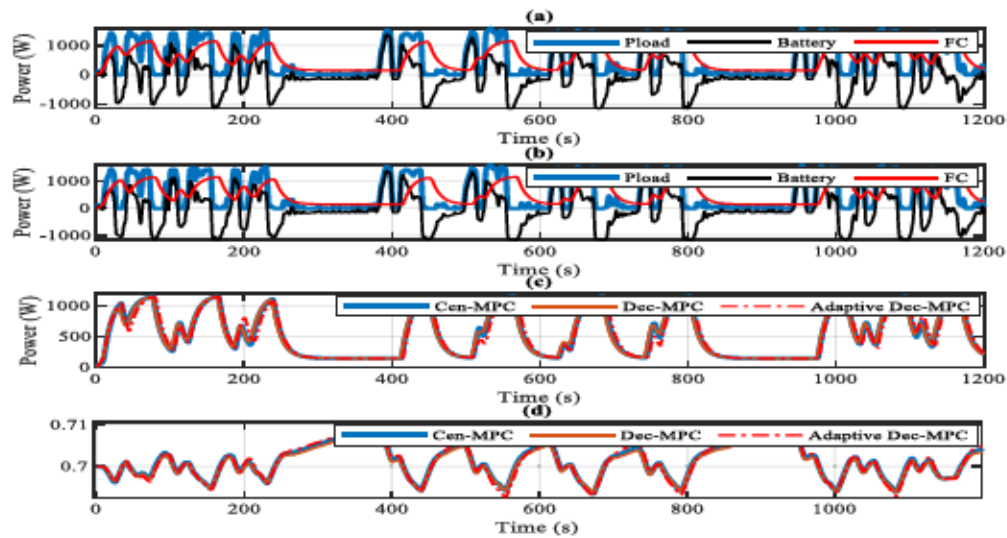 (a)
Power (W)
1000
0
-1000
Pload Battery FC
0 200 400 600 800 1000 1200
Time (s)
(b)
Power (W)
1000
0
-1000
Pload Battery FC
0 200 400 600 800 1000 1200
Time (s)
(c)
Power (W)
1000
500
0
Cen-MPC Dec-MPC Adaptive Dec-MPC
0 200 400 600 800 1000 1200
Time (s)
(d)
0.71
0.7
Cen-MPC Dec-MPC Adaptive Dec-MPC
0 200 400 600 800 1000
Time (s)